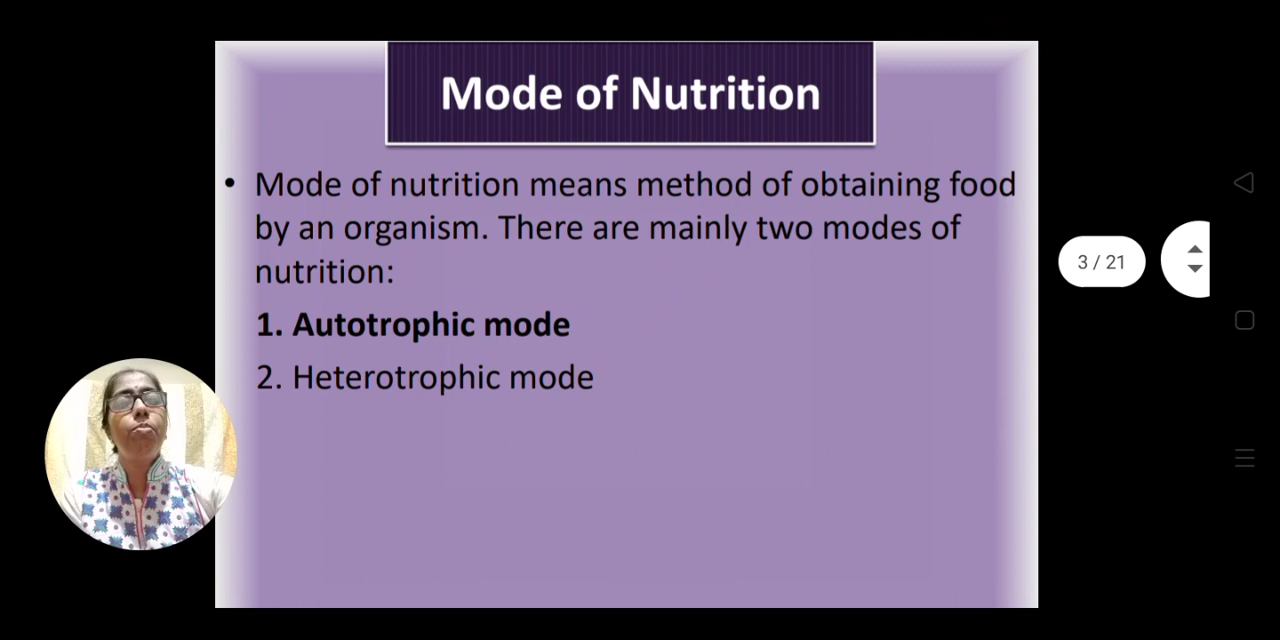 Mode of Nutrition
• Mode of nutrition means method of obtaining food
by an organism. There are mainly two modes of
nutrition:
1. Autotrophic mode
2. Heterotrophic mode
3 / 21